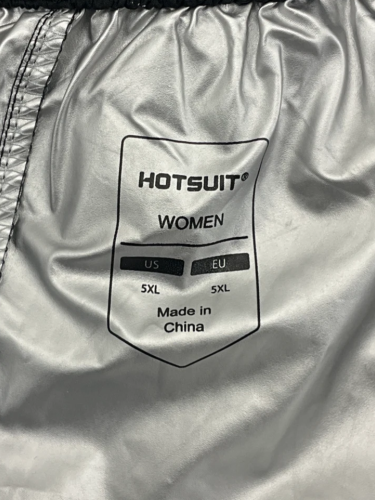 HOTSUIT®
WOMEN
US EU
5XL 5XL
Made in
China